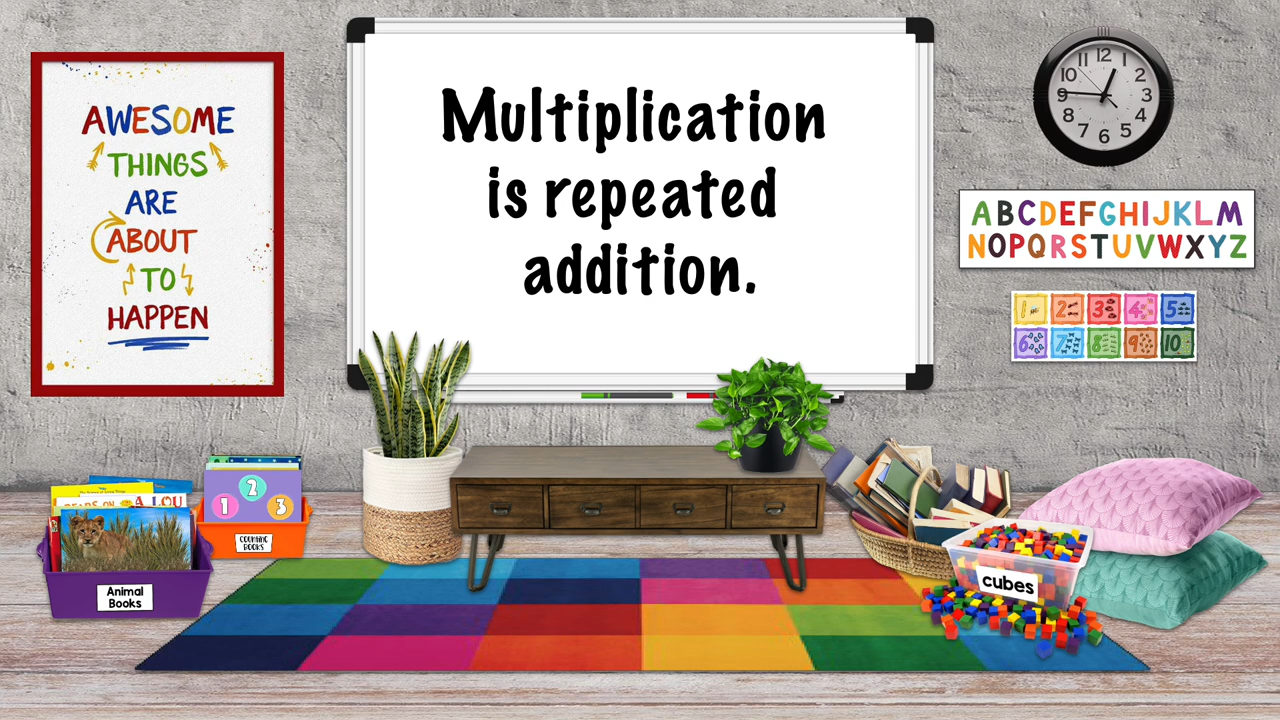 AWESOME
THINGS
ARE
ABOUT
TO
HAPPEN
Multiplication
is repeated
addition.
12
1
2
3
4
5
6
7
8
9
10
11
ABCDEFGHIJKLM
NOPQRSTUVWXYZ
1 2 3 4 5
6 7 8 9 10
Animal
Books
1 2 3
COUNTING
BOOKS
cubes